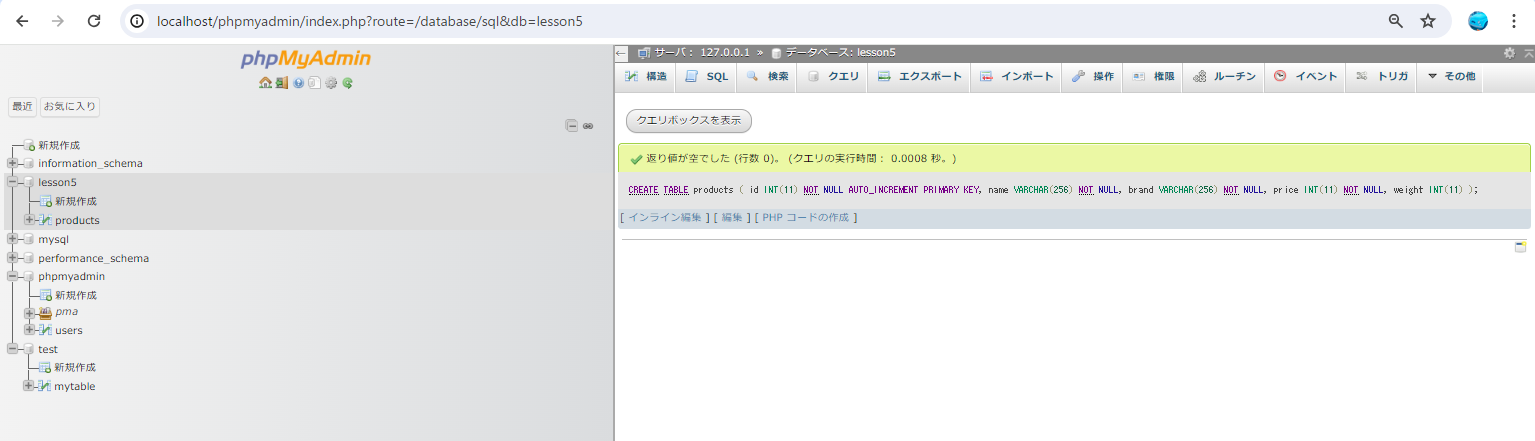 localhost/phpmyadmin/index.php?route=/database/sql&db=lesson5
phpMyAdmin
最近 お気に入り
新規作成
information_schema
lesson5
新規作成
products
mysql
performance_schema
phpmyadmin
新規作成
pma
users
test
新規作成
mytable
サーバ: 127.0.0.1 » データベース: lesson5
構造 SQL 検索 クエリ エクスポート インポート 操作 権限 ルーチン イベント トリガ その他
クエリボックスを表示
返り値が空でした (行数 0)。 (クエリの実行時間: 0.0008 秒。)
CREATE TABLE products ( id INT(11) NOT NULL AUTO_INCREMENT PRIMARY KEY, name VARCHAR(256) NOT NULL, brand VARCHAR(256) NOT NULL, price INT(11) NOT NULL, weight INT(11) );
[ インライン編集 ] [ 編集 ] [ PHP コードの作成 ]